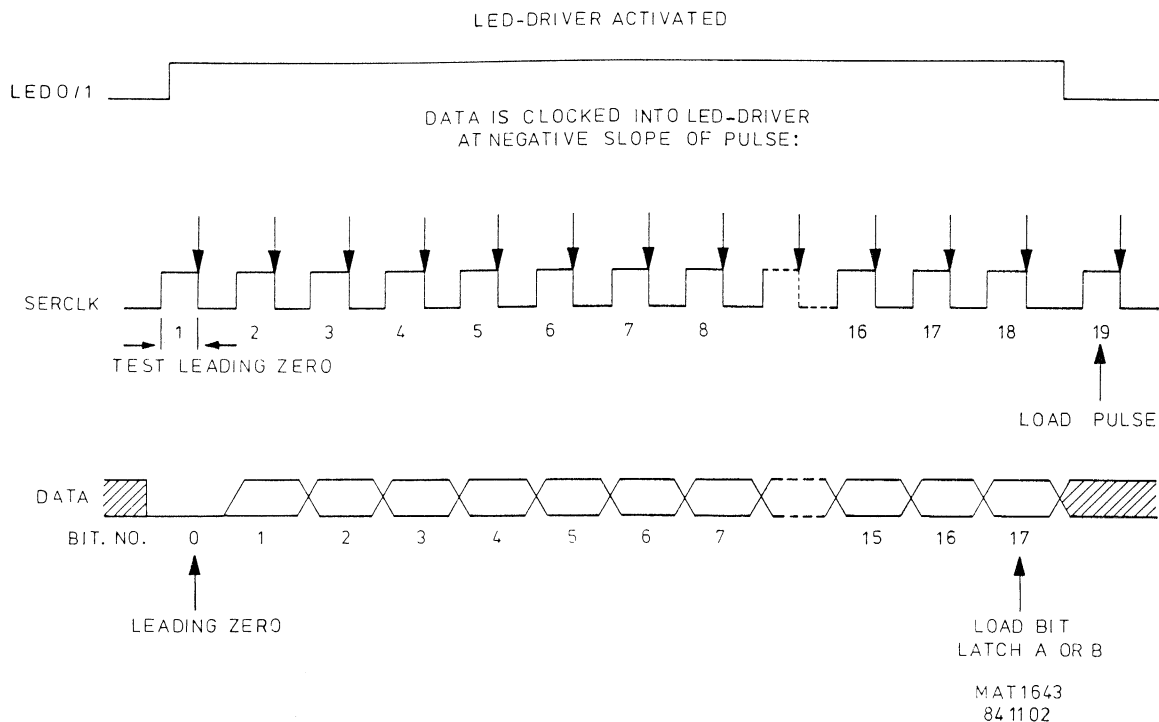 LED-DRIVER ACTIVATED
LED0/1
DATA IS CLOCKED INTO LED-DRIVER
AT NEGATIVE SLOPE OF PULSE:
SERCLK
1 2 3 4 5 6 7 8 16 17 18 19
TEST LEADING ZERO
LOAD PULSE
DATA
BIT. NO. 0 1 2 3 4 5 6 7 15 16 17
LEADING ZERO
LOAD BIT
LATCH A OR B
MAT1643
841102